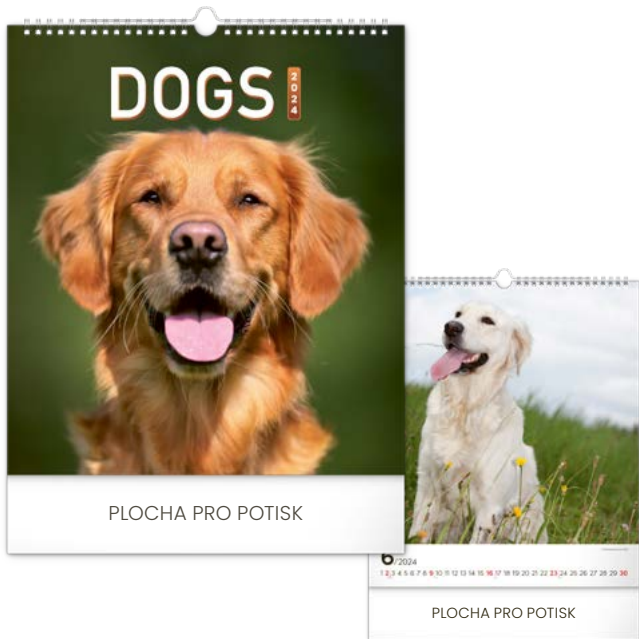 DOGS 2024
PLOCHA PRO POTISK
6/2024
1 2 3 4 5 6 7 8 9 10 11 12 13 14 15 16 17 18 19 20 21 22 23 24 25 26 27 28 29 30
PLOCHA PRO POTISK